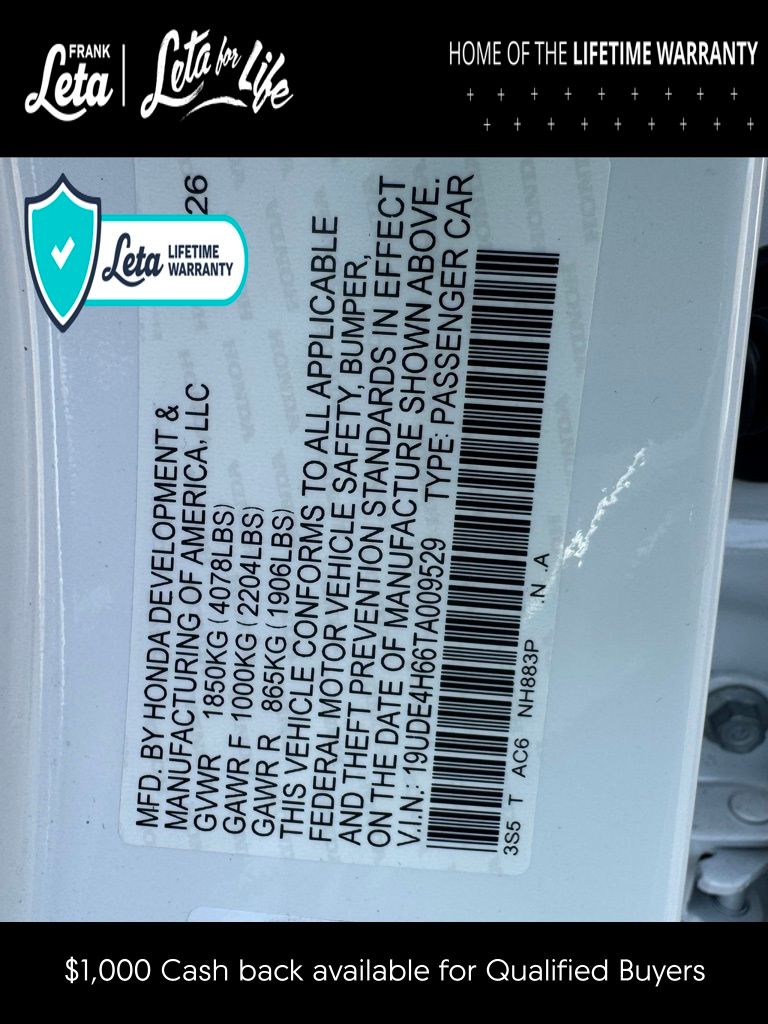 FRANK
Leta
Leta for Life
HOME OF THE LIFETIME WARRANTY
Leta LIFETIME
WARRANTY
26
MFD. BY HONDA DEVELOPMENT &
MANUFACTURING OF AMERICA, LLC
GVWR 1850KG (4078LBS)
GAWR F 1000KG (2204LBS)
GAWR R 865KG (1906LBS)
THIS VEHICLE CONFORMS TO ALL APPLICABLE
FEDERAL MOTOR VEHICLE SAFETY, BUMPER,
AND THEFT PREVENTION STANDARDS IN EFFECT
ON THE DATE OF MANUFACTURE SHOWN ABOVE.
V.I.N.: 19UDE4H66TA009529 TYPE: PASSENGER CAR
3S5 T AC6 NH883P N A
$1,000 Cash back available for Qualified Buyers